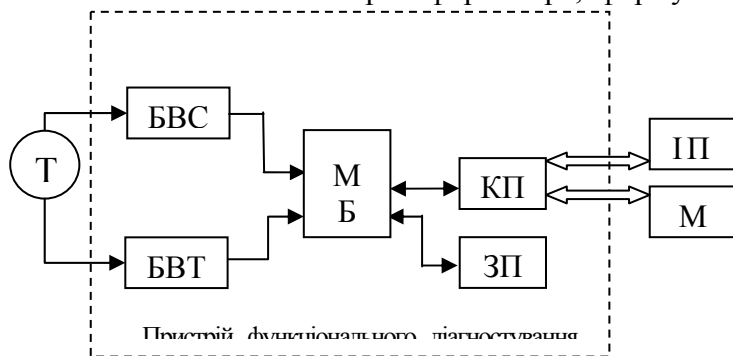 БВС
ІП
Т
М
Б
КП
М
БВТ
ЗП
Пристрій функціонального діагностування